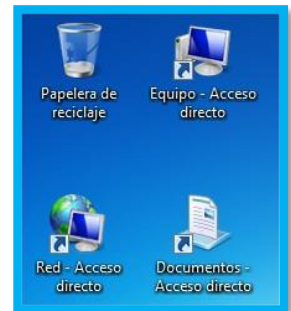 Papelera de
reciclaje
Equipo - Acceso
directo
Red - Acceso
directo
Documentos -
Acceso directo